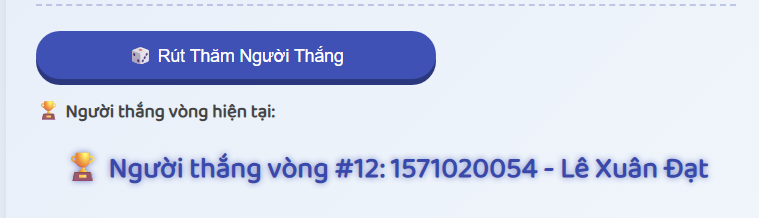 🎲 Rút Thăm Người Thắng
🏆 Người thắng vòng hiện tại:
🏆 Người thắng vòng #12: 1571020054 - Lê Xuân Đạt